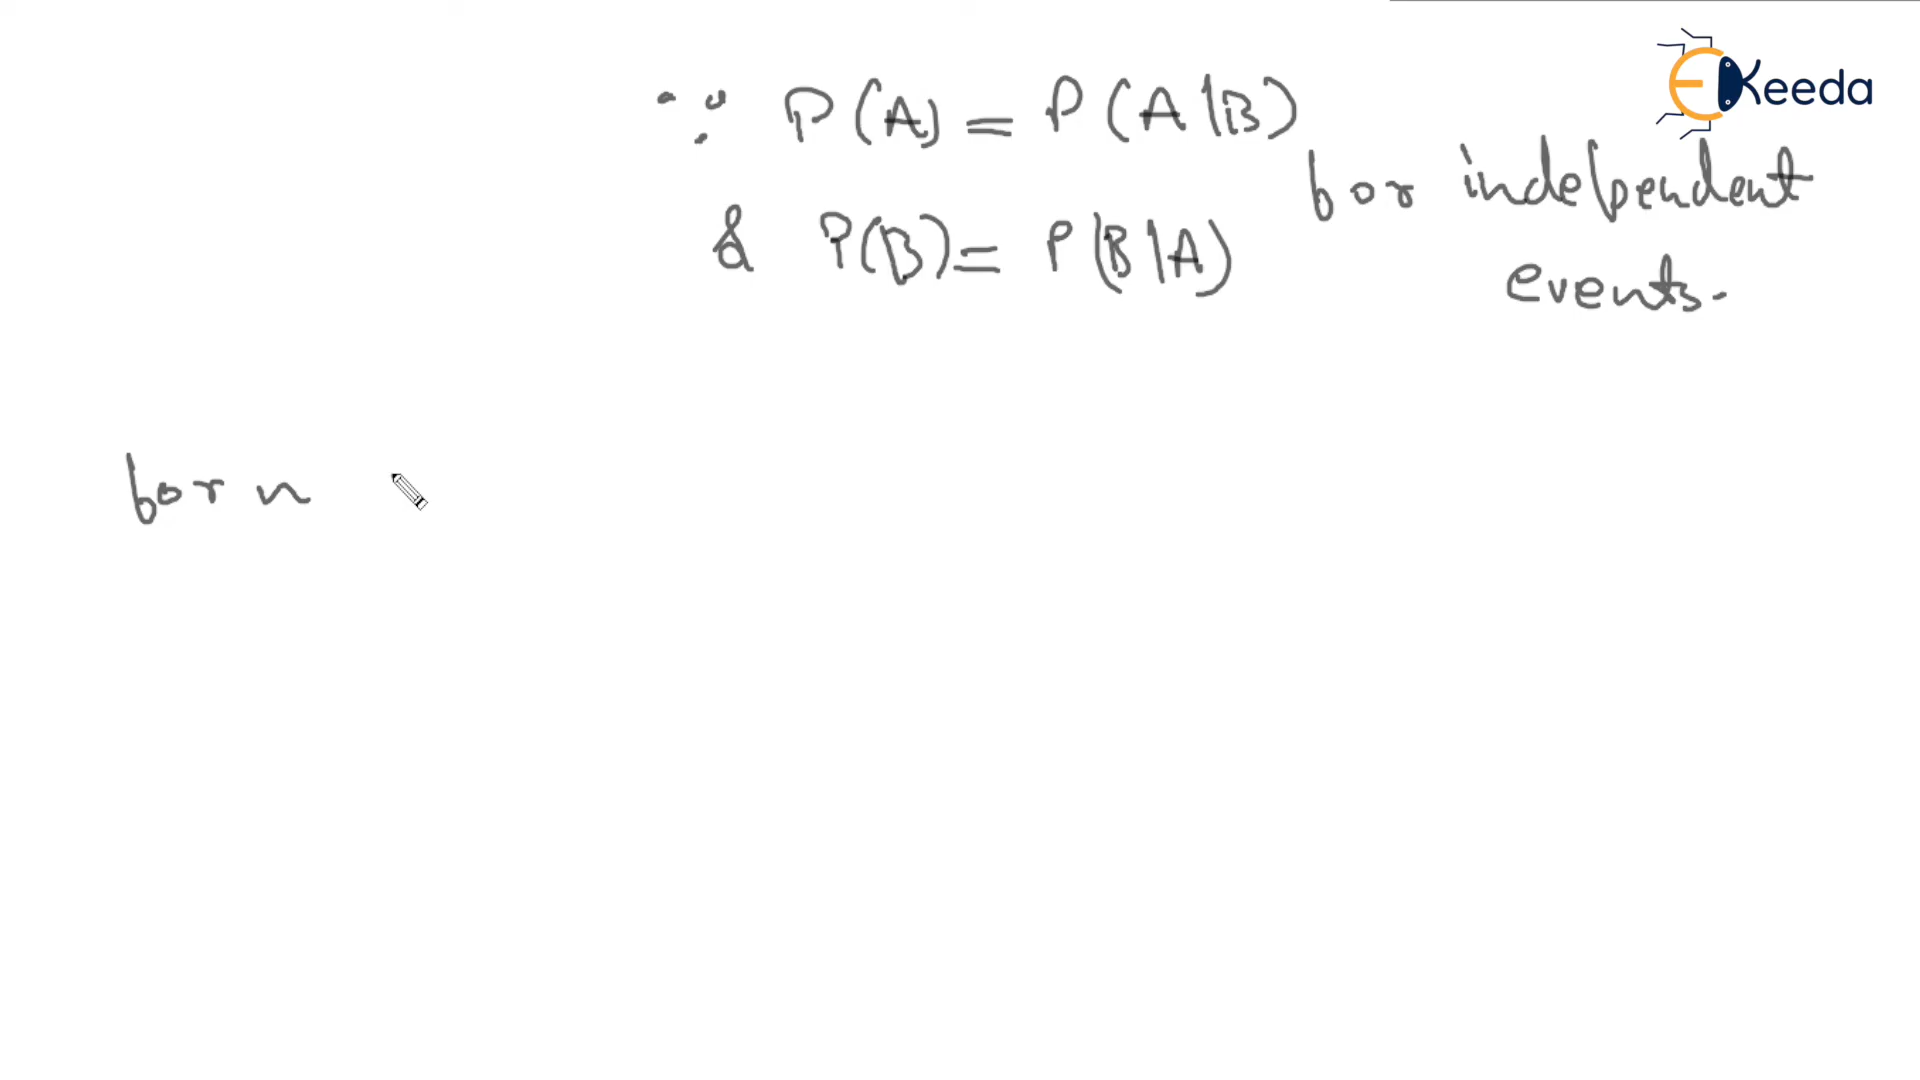 ∵ P(A) = P(A|B)
& P(B) = P(B|A)
for independent
events.
for n
EKeeda